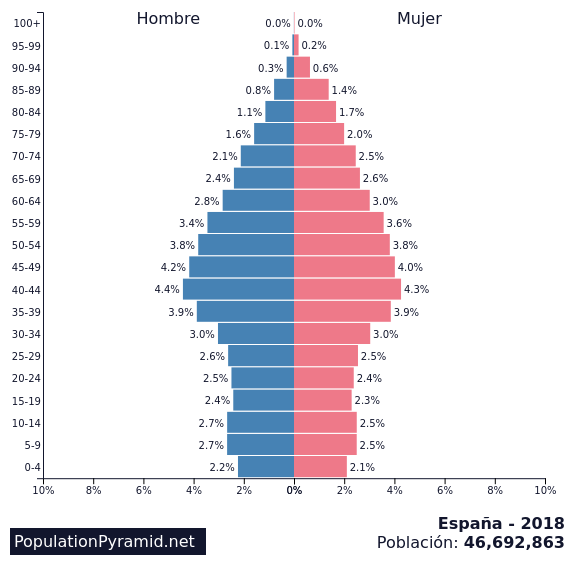 Hombre Mujer
100+ 0.0% 0.0%
95-99 0.1% 0.2%
90-94 0.3% 0.6%
85-89 0.8% 1.4%
80-84 1.1% 1.7%
75-79 1.6% 2.0%
70-74 2.1% 2.5%
65-69 2.4% 2.6%
60-64 2.8% 3.0%
55-59 3.4% 3.6%
50-54 3.8% 3.8%
45-49 4.2% 4.0%
40-44 4.4% 4.3%
35-39 3.9% 3.9%
30-34 3.0% 3.0%
25-29 2.6% 2.5%
20-24 2.5% 2.4%
15-19 2.4% 2.3%
10-14 2.7% 2.5%
5-9 2.7% 2.5%
0-4 2.2% 2.1%
10% 8% 6% 4% 2% 0% 2% 4% 6% 8% 10%
España - 2018
PopulationPyramid.net
Población: 46,692,863